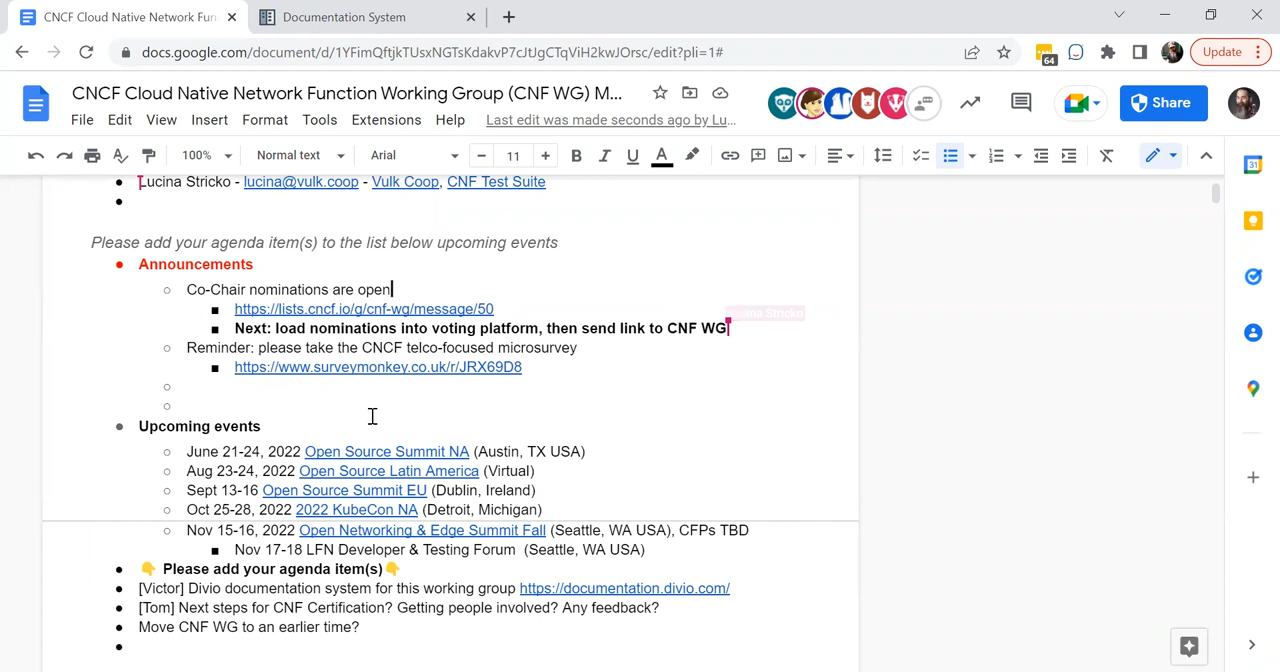 CNCF Cloud Native Network Fun
Documentation System
docs.google.com/document/d/1YFimQftjkTUsxNGTsKdakvP7cJtJgCTqViH2kwJOrsc/edit?pli=1#
64
Update
CNCF Cloud Native Network Function Working Group (CNF WG) M...
File Edit View Insert Format Tools Extensions Help Last edit was made seconds ago by Lu...
Share
100% Normal text Arial 11
31
Lucina Stricko - lucina@vulk.coop - Vulk Coop, CNF Test Suite
Please add your agenda item(s) to the list below upcoming events
Announcements
Co-Chair nominations are open
https://lists.cncf.io/g/cnf-wg/message/50
Lucina Stricko
Next: load nominations into voting platform, then send link to CNF WG
Reminder: please take the CNCF telco-focused microsurvey
https://www.surveymonkey.co.uk/r/JRX69D8
Upcoming events
June 21-24, 2022 Open Source Summit NA (Austin, TX USA)
Aug 23-24, 2022 Open Source Latin America (Virtual)
Sept 13-16 Open Source Summit EU (Dublin, Ireland)
Oct 25-28, 2022 2022 KubeCon NA (Detroit, Michigan)
Nov 15-16, 2022 Open Networking & Edge Summit Fall (Seattle, WA USA), CFPs TBD
Nov 17-18 LFN Developer & Testing Forum (Seattle, WA USA)
👇 Please add your agenda item(s)👇
[Victor] Divio documentation system for this working group https://documentation.divio.com/
[Tom] Next steps for CNF Certification? Getting people involved? Any feedback?
Move CNF WG to an earlier time?